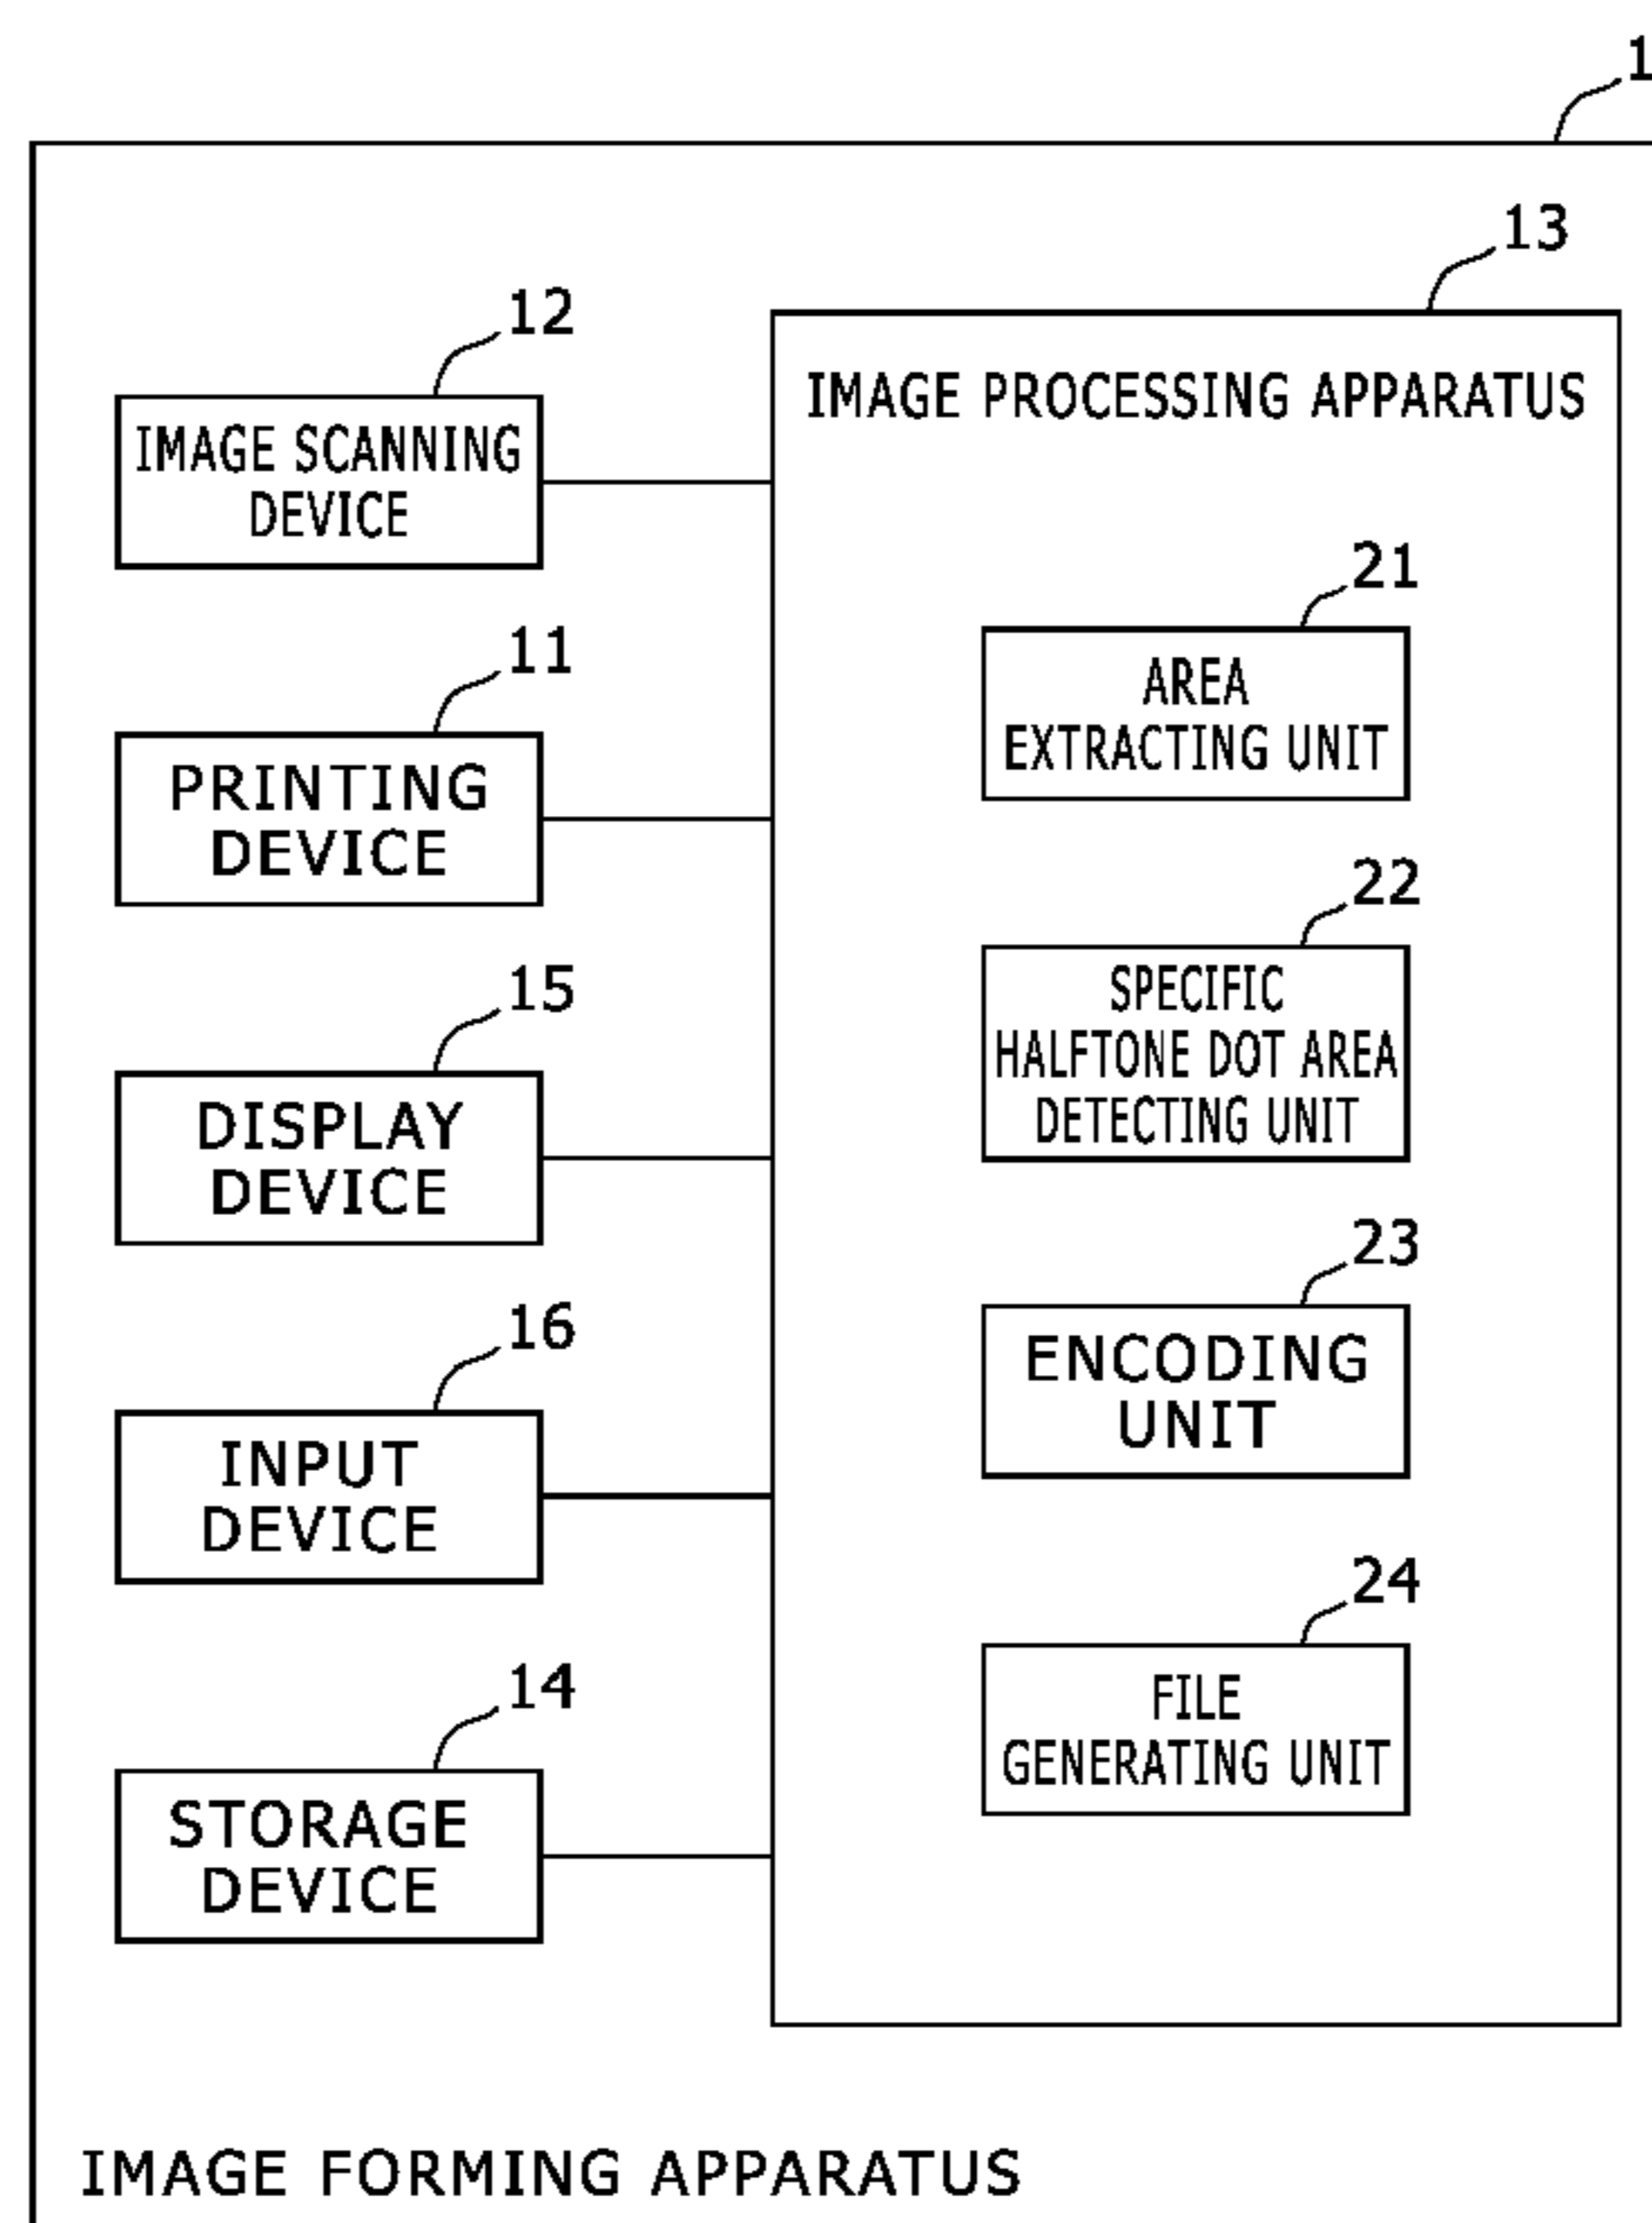 1
13
IMAGE PROCESSING APPARATUS
12
IMAGE SCANNING
DEVICE
11
PRINTING
DEVICE
15
DISPLAY
DEVICE
16
INPUT
DEVICE
14
STORAGE
DEVICE
21
AREA
EXTRACTING UNIT
22
SPECIFIC
HALFTONE DOT AREA
DETECTING UNIT
23
ENCODING
UNIT
24
FILE
GENERATING UNIT
IMAGE FORMING APPARATUS